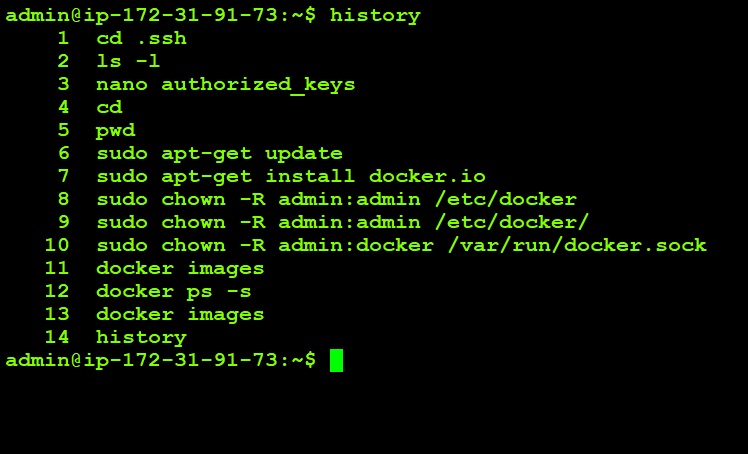 admin@ip-172-31-91-73:~$ history
1 cd .ssh
2 ls -l
3 nano authorized_keys
4 cd
5 pwd
6 sudo apt-get update
7 sudo apt-get install docker.io
8 sudo chown -R admin:admin /etc/docker
9 sudo chown -R admin:admin /etc/docker/
10 sudo chown -R admin:docker /var/run/docker.sock
11 docker images
12 docker ps -s
13 docker images
14 history
admin@ip-172-31-91-73:~$